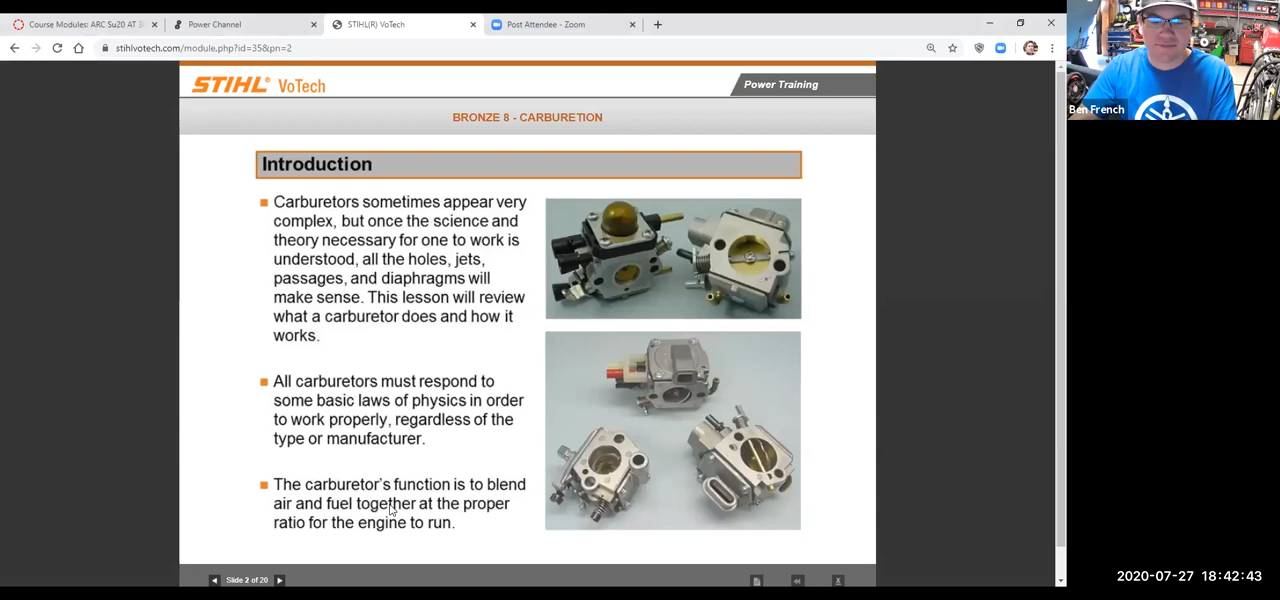 Course Modules: ARC Su20 AT 3
Power Channel
STIHL(R) VoTech
Post Attendee - Zoom
stihlvotech.com/module.php?id=35&pn=2
STIHL® VoTech
Power Training
BRONZE 8 - CARBURETION
Introduction
Carburetors sometimes appear very
complex, but once the science and
theory necessary for one to work is
understood, all the holes, jets,
passages, and diaphragms will
make sense. This lesson will review
what a carburetor does and how it
works.
All carburetors must respond to
some basic laws of physics in order
to work properly, regardless of the
type or manufacturer.
The carburetor's function is to blend
air and fuel together at the proper
ratio for the engine to run.
Slide 2 of 20
Ben French
2020-07-27 18:42:43